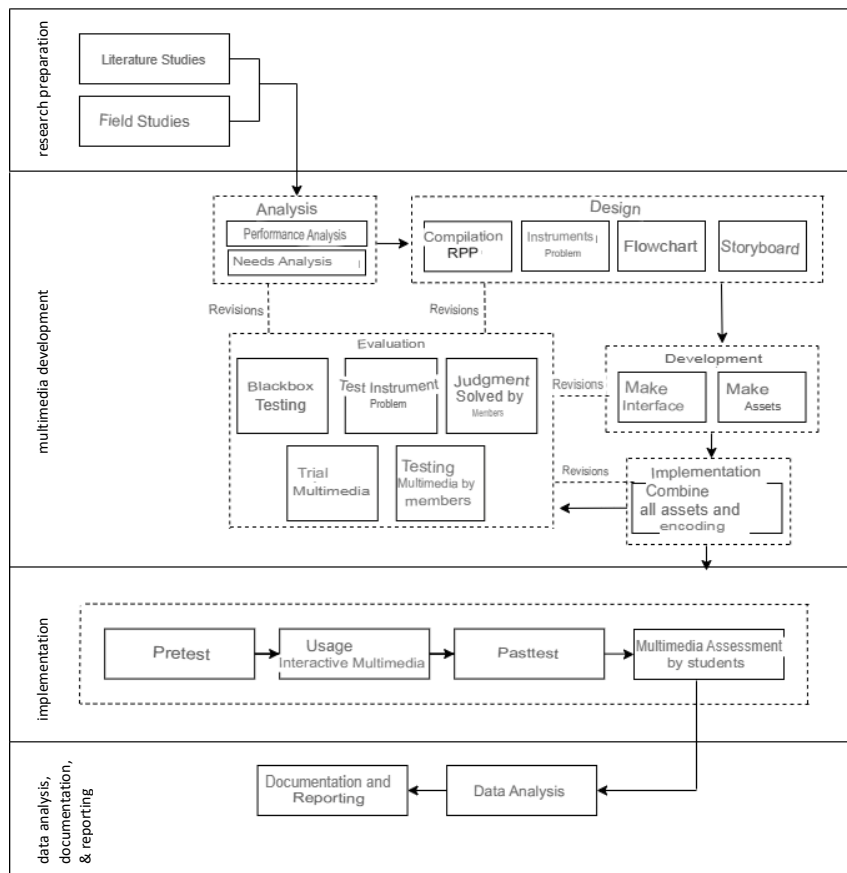 research preparation
Literature Studies
Field Studies
multimedia development
Analysis
Performance Analysis
Needs Analysis
Design
Compilation
RPP
Instruments
Problem
Flowchart
Storyboard
Revisions
Revisions
Evaluation
Blackbox
Testing
Test Instrument
Problem
Judgment
Solved by
Members
Trial
Multimedia
Testing
Multimedia by
members
Revisions
Development
Make
Interface
Make
Assets
Revisions
Implementation
Combine
all assets and
encoding
implementation
Pretest
Usage
Interactive Multimedia
Pasttest
Multimedia Assessment
by students
data analysis,
documentation,
& reporting
Documentation and
Reporting
Data Analysis